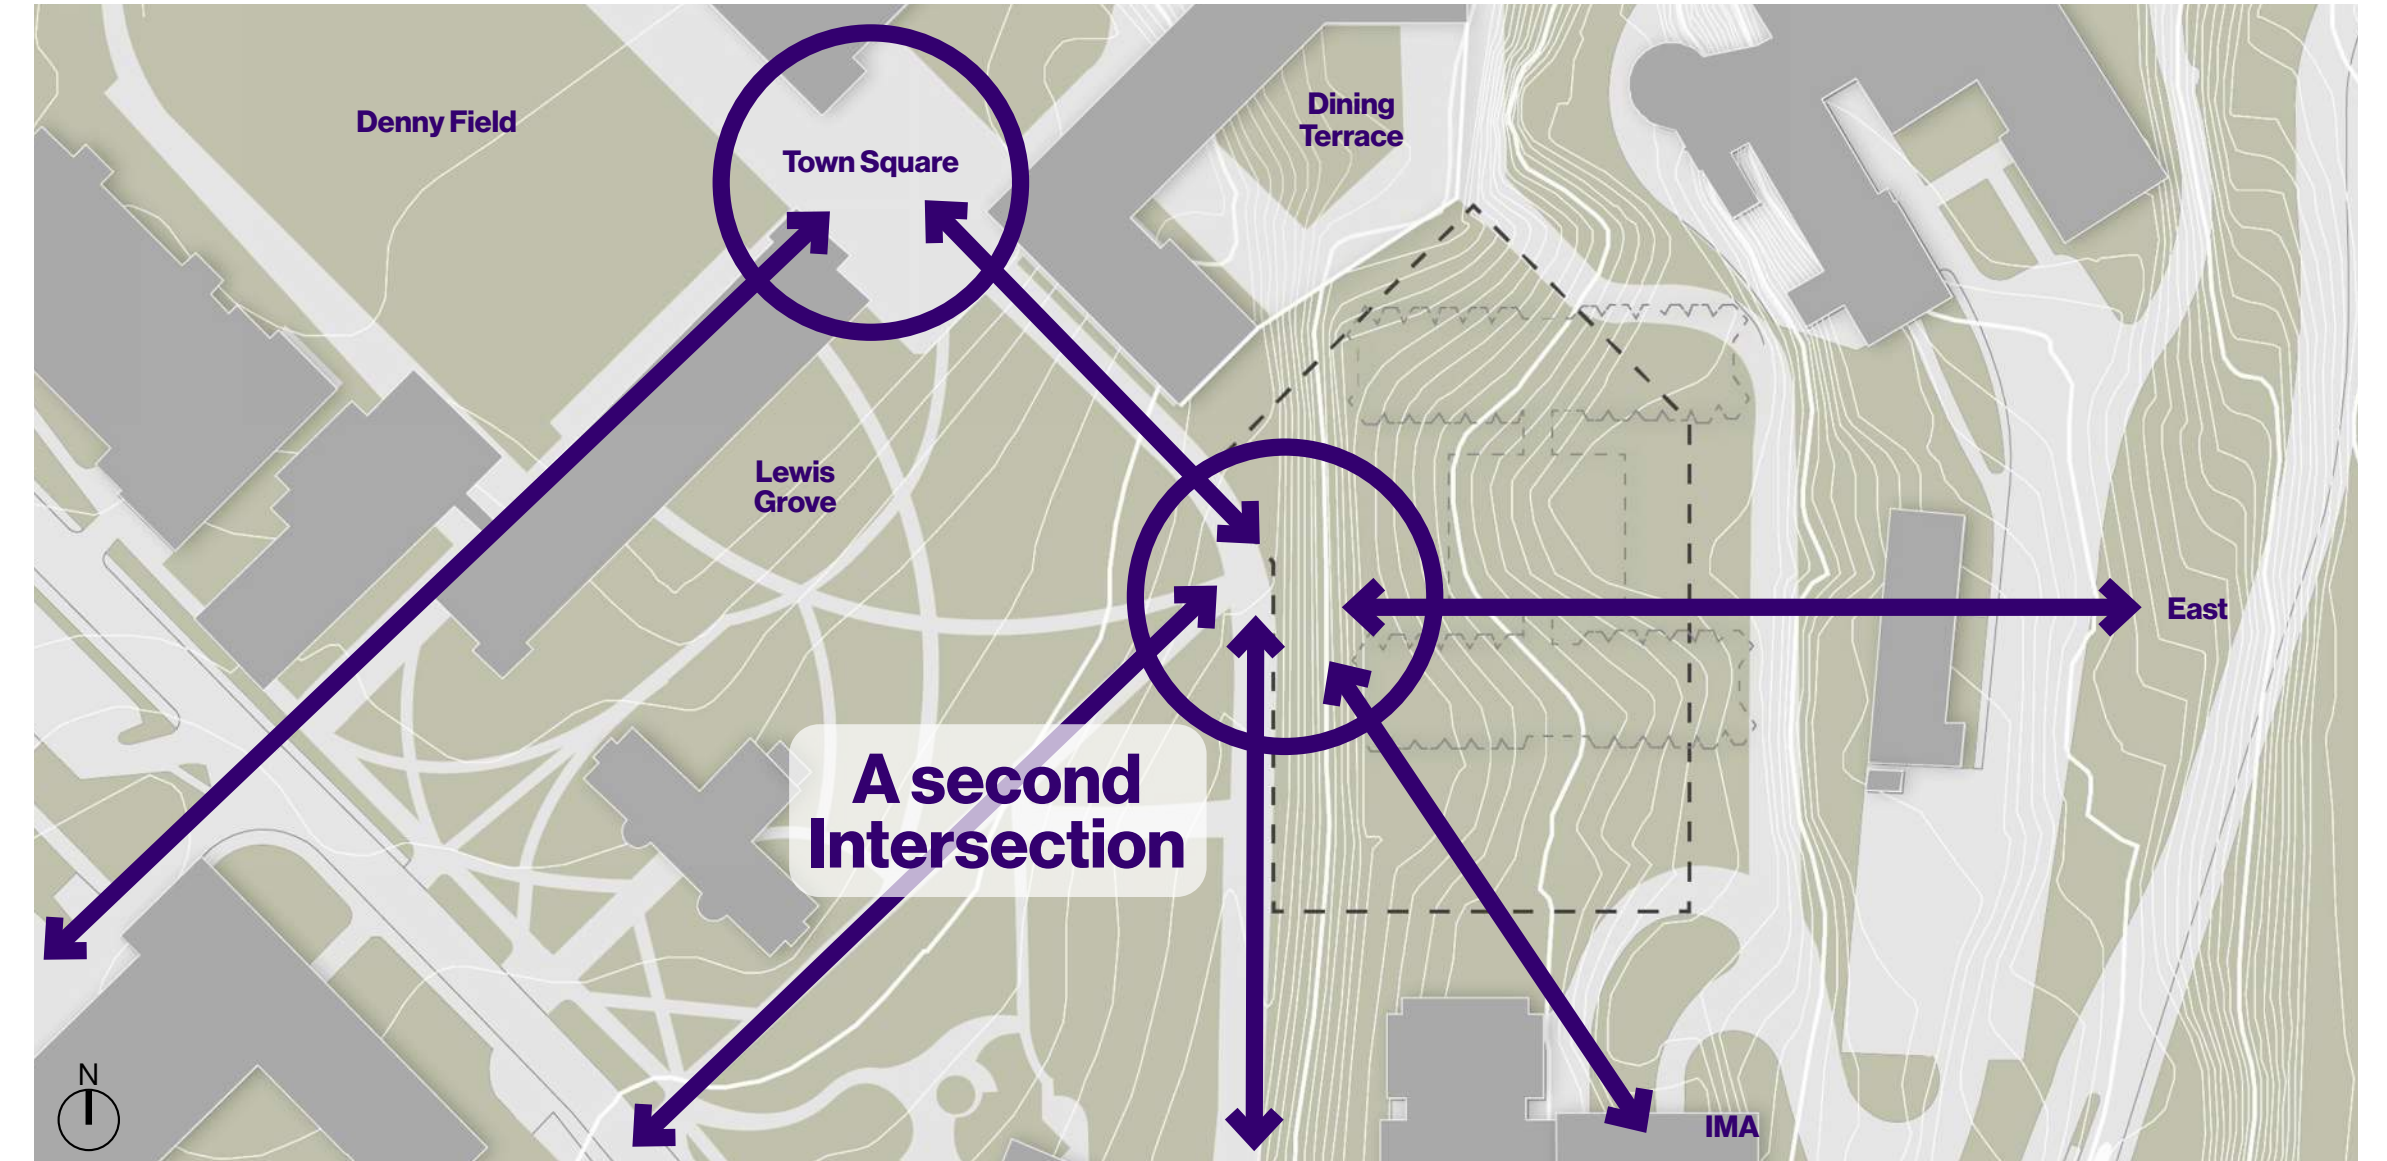 Denny Field
Town Square
Dining
Terrace
Lewis
Grove
East
A second
Intersection
N
IMA